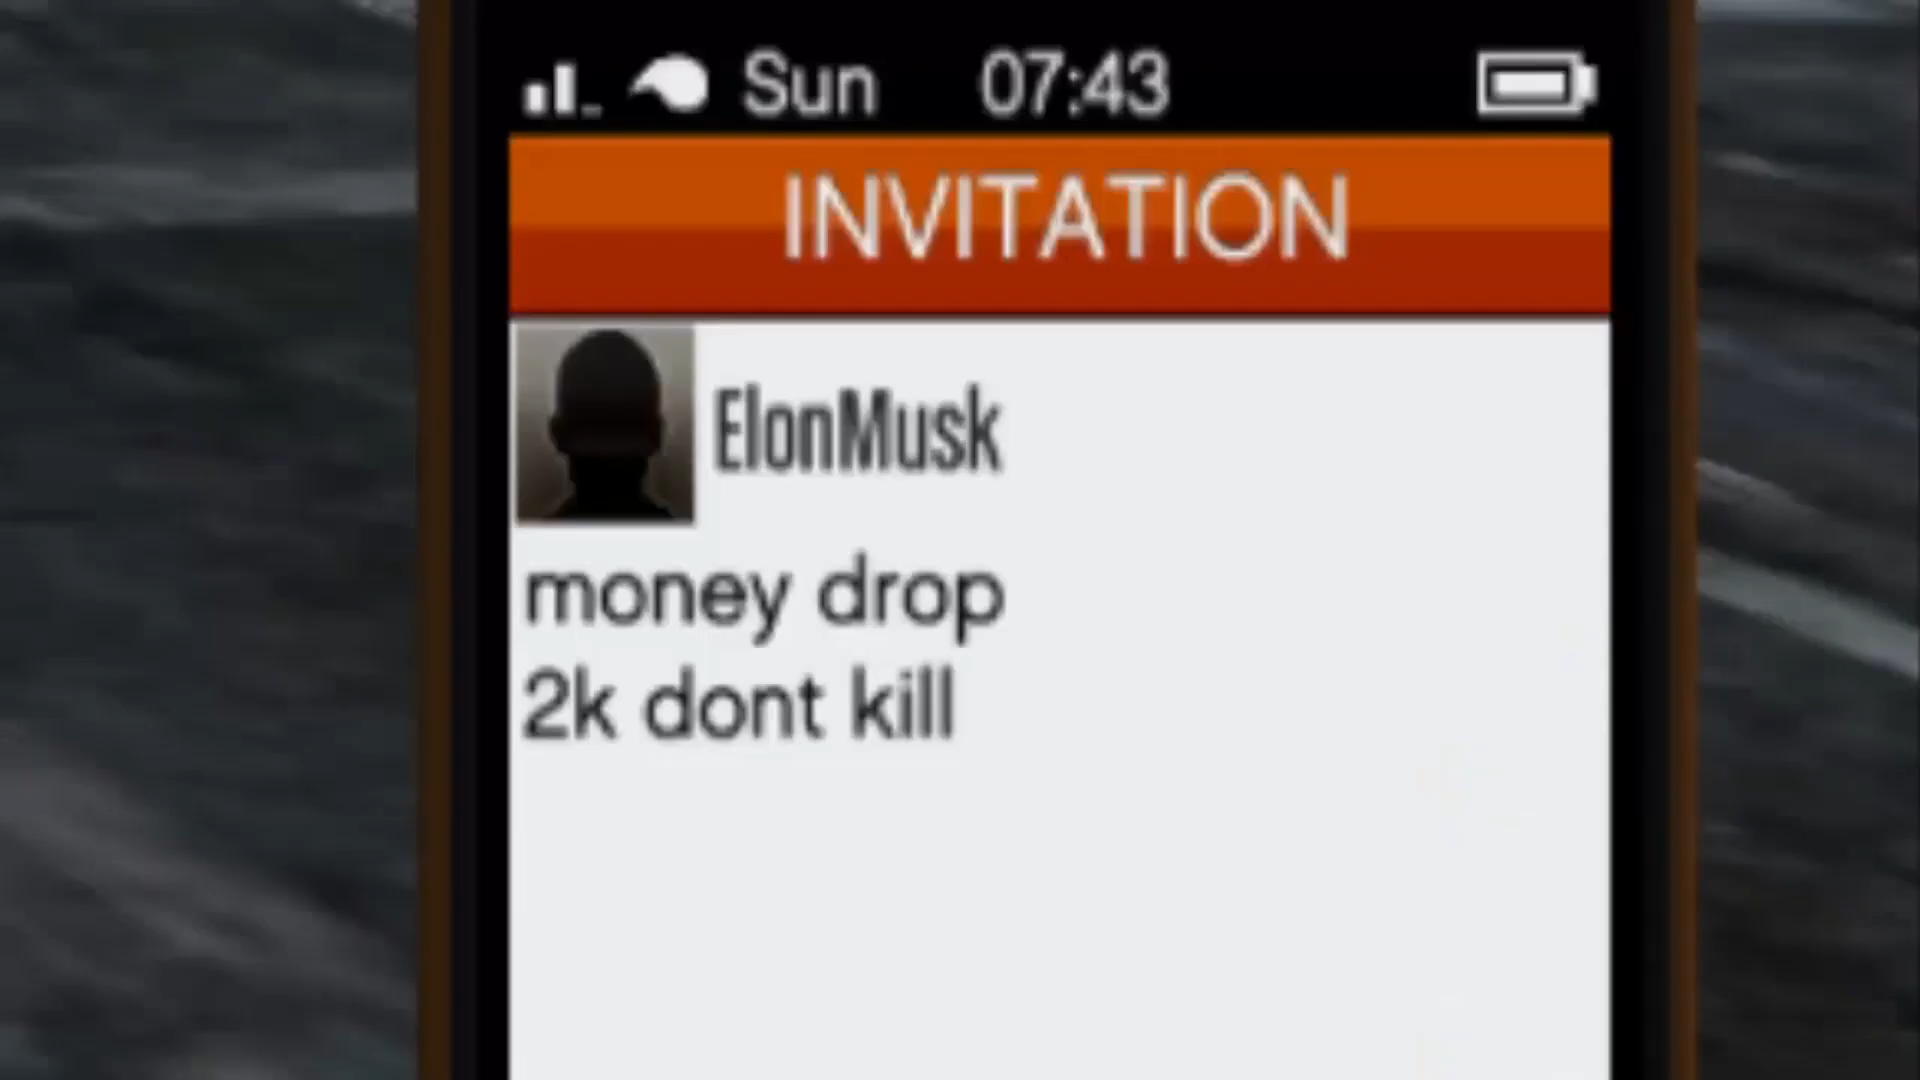 Sun 07:43
INVITATION
ElonMusk
money drop
2k dont kill